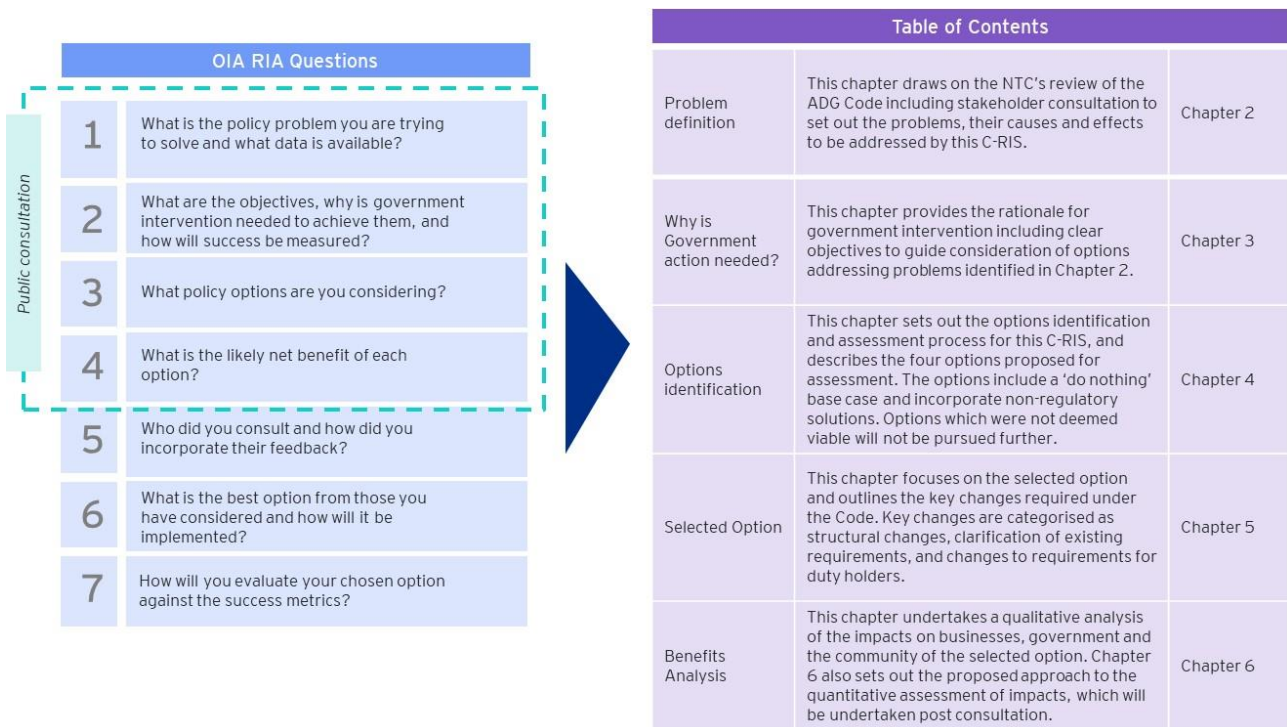 OIA RIA Questions
Public consultation
1
What is the policy problem you are trying
to solve and what data is available?
2
What are the objectives, why is government
intervention needed to achieve them, and
how will success be measured?
3
What policy options are you considering?
4
What is the likely net benefit of each
option?
5
Who did you consult and how did you
incorporate their feedback?
6
What is the best option from those you
have considered and how will it be
implemented?
7
How will you evaluate your chosen option
against the success metrics?
Table of Contents
Problem
definition
This chapter draws on the NTC's review of the
ADG Code including stakeholder consultation to
set out the problems, their causes and effects
to be addressed by this C-RIS.
Chapter 2
Why is
Government
action needed?
This chapter provides the rationale for
government intervention including clear
objectives to guide consideration of options
addressing problems identified in Chapter 2.
Chapter 3
Options
identification
This chapter sets out the options identification
and assessment process for this C-RIS, and
describes the four options proposed for
assessment. The options include a 'do nothing'
base case and incorporate non-regulatory
solutions. Options which were not deemed
viable will not be pursued further.
Chapter 4
Selected Option
This chapter focuses on the selected option
and outlines the key changes required under
the Code. Key changes are categorised as
structural changes, clarification of existing
requirements, and changes to requirements for
duty holders.
Chapter 5
Benefits
Analysis
This chapter undertakes a qualitative analysis
of the impacts on businesses, government and
the community of the selected option. Chapter
6 also sets out the proposed approach to the
quantitative assessment of impacts, which will
be undertaken post consultation.
Chapter 6